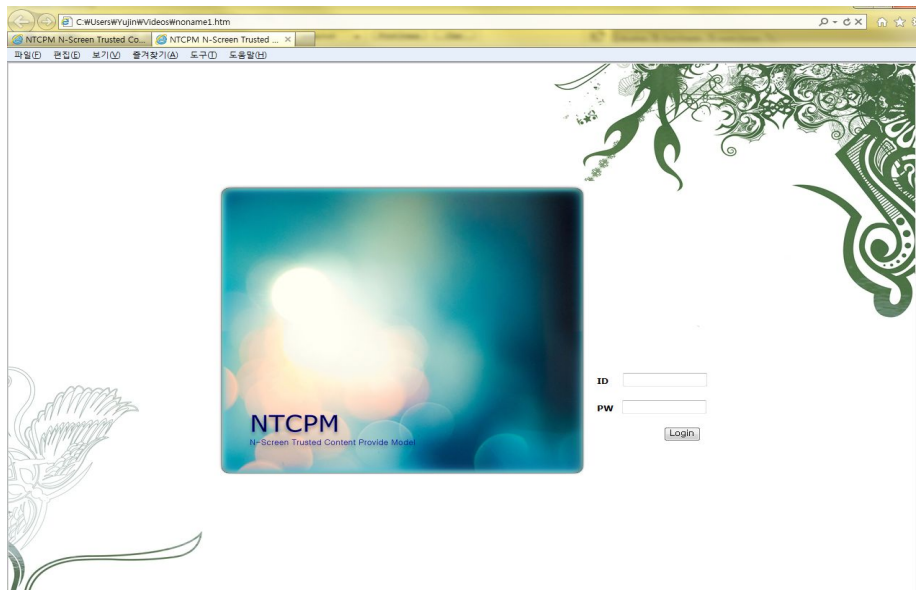 C:₩Users₩Yujin₩Videos₩noname1.htm
NTCPM N-Screen Trusted Co...
NTCPM N-Screen Trusted ...
파일(F) 편집(E) 보기(V) 즐겨찾기(A) 도구(T) 도움말(H)
ID
PW
NTCPM
N-Screen Trusted Content Provide Model
Login